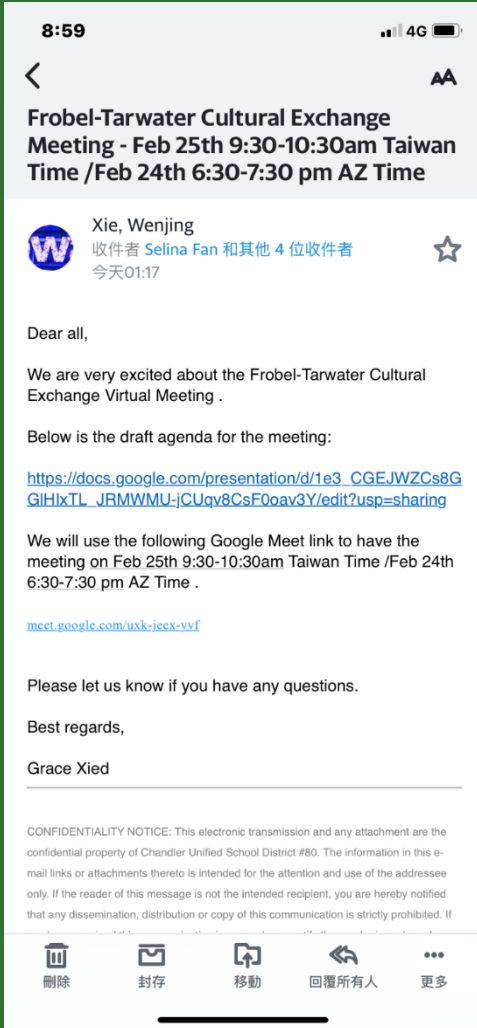 8:59
4G
AA
Frobel-Tarwater Cultural Exchange
Meeting - Feb 25th 9:30-10:30am Taiwan
Time /Feb 24th 6:30-7:30 pm AZ Time
W
Xie, Wenjing
收件者 Selina Fan 和其他 4 位收件者
今天01:17
Dear all,
We are very excited about the Frobel-Tarwater Cultural
Exchange Virtual Meeting .
Below is the draft agenda for the meeting:
https://docs.google.com/presentation/d/1e3_CGEJWZCs8G
GlHIxTL_JRMWMU-jCUqv8CsF0oav3Y/edit?usp=sharing
We will use the following Google Meet link to have the
meeting on Feb 25th 9:30-10:30am Taiwan Time /Feb 24th
6:30-7:30 pm AZ Time .
meet.google.com/uxk-jeex-yvf
Please let us know if you have any questions.
Best regards,
Grace Xied
CONFIDENTIALITY NOTICE: This electronic transmission and any attachment are the
confidential property of Chandler Unified School District #80. The information in this e-
mail links or attachments thereto is intended for the attention and use of the addressee
only. If the reader of this message is not the intended recipient, you are hereby notified
that any dissemination, distribution or copy of this communication is strictly prohibited. If
刪除
封存
移動
回覆所有人
更多